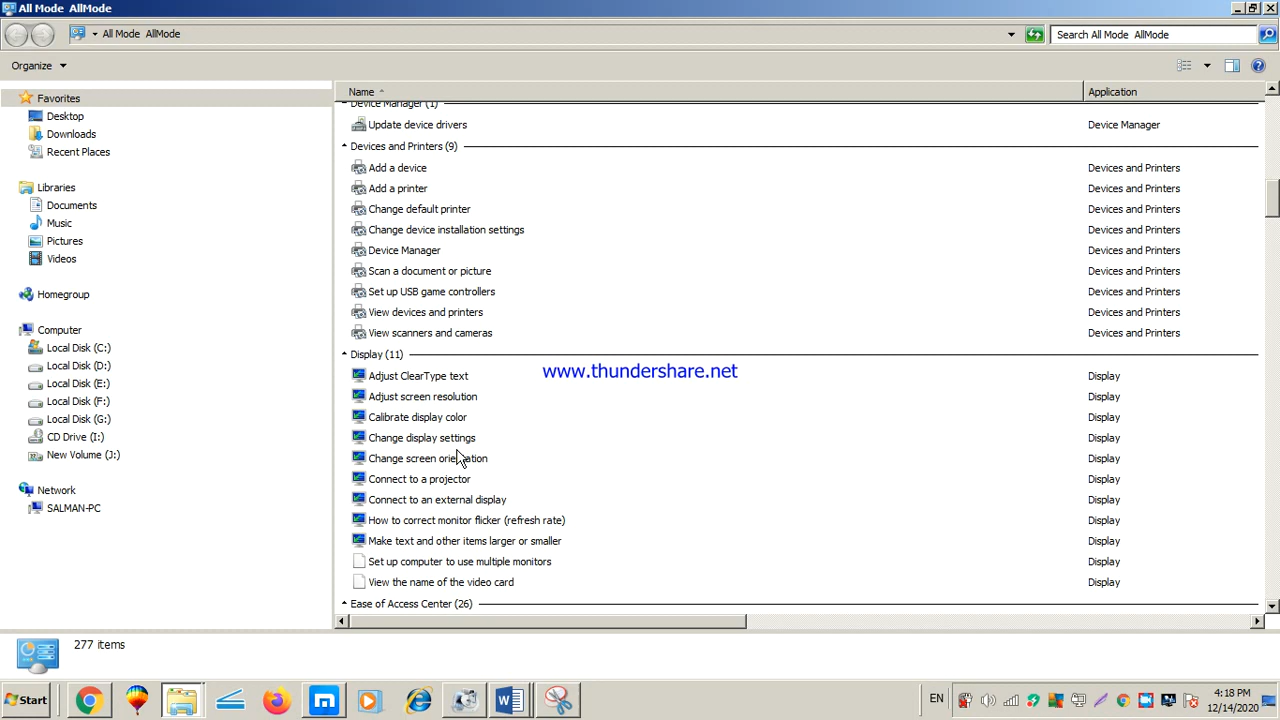 All Mode  AllMode
All Mode  AllMode
Search All Mode  AllMode
Organize
Name
Application
Favorites
Desktop
Downloads
Recent Places
Libraries
Documents
Music
Pictures
Videos
Homegroup
Computer
Local Disk (C:)
Local Disk (D:)
Local Disk (E:)
Local Disk (F:)
Local Disk (G:)
CD Drive (I:)
New Volume (J:)
Network
SALMAN-PC
Device Manager (1)
Update device drivers Device Manager
Devices and Printers (9)
Add a device Devices and Printers
Add a printer Devices and Printers
Change default printer Devices and Printers
Change device installation settings Devices and Printers
Device Manager Devices and Printers
Scan a document or picture Devices and Printers
Set up USB game controllers Devices and Printers
View devices and printers Devices and Printers
View scanners and cameras Devices and Printers
Display (11)
www.thundershare.net
Adjust ClearType text Display
Adjust screen resolution Display
Calibrate display color Display
Change display settings Display
Change screen orientation Display
Connect to a projector Display
Connect to an external display Display
How to correct monitor flicker (refresh rate) Display
Make text and other items larger or smaller Display
Set up computer to use multiple monitors Display
View the name of the video card Display
Ease of Access Center (26)
277 items
Start
EN
4:18 PM
12/14/2020